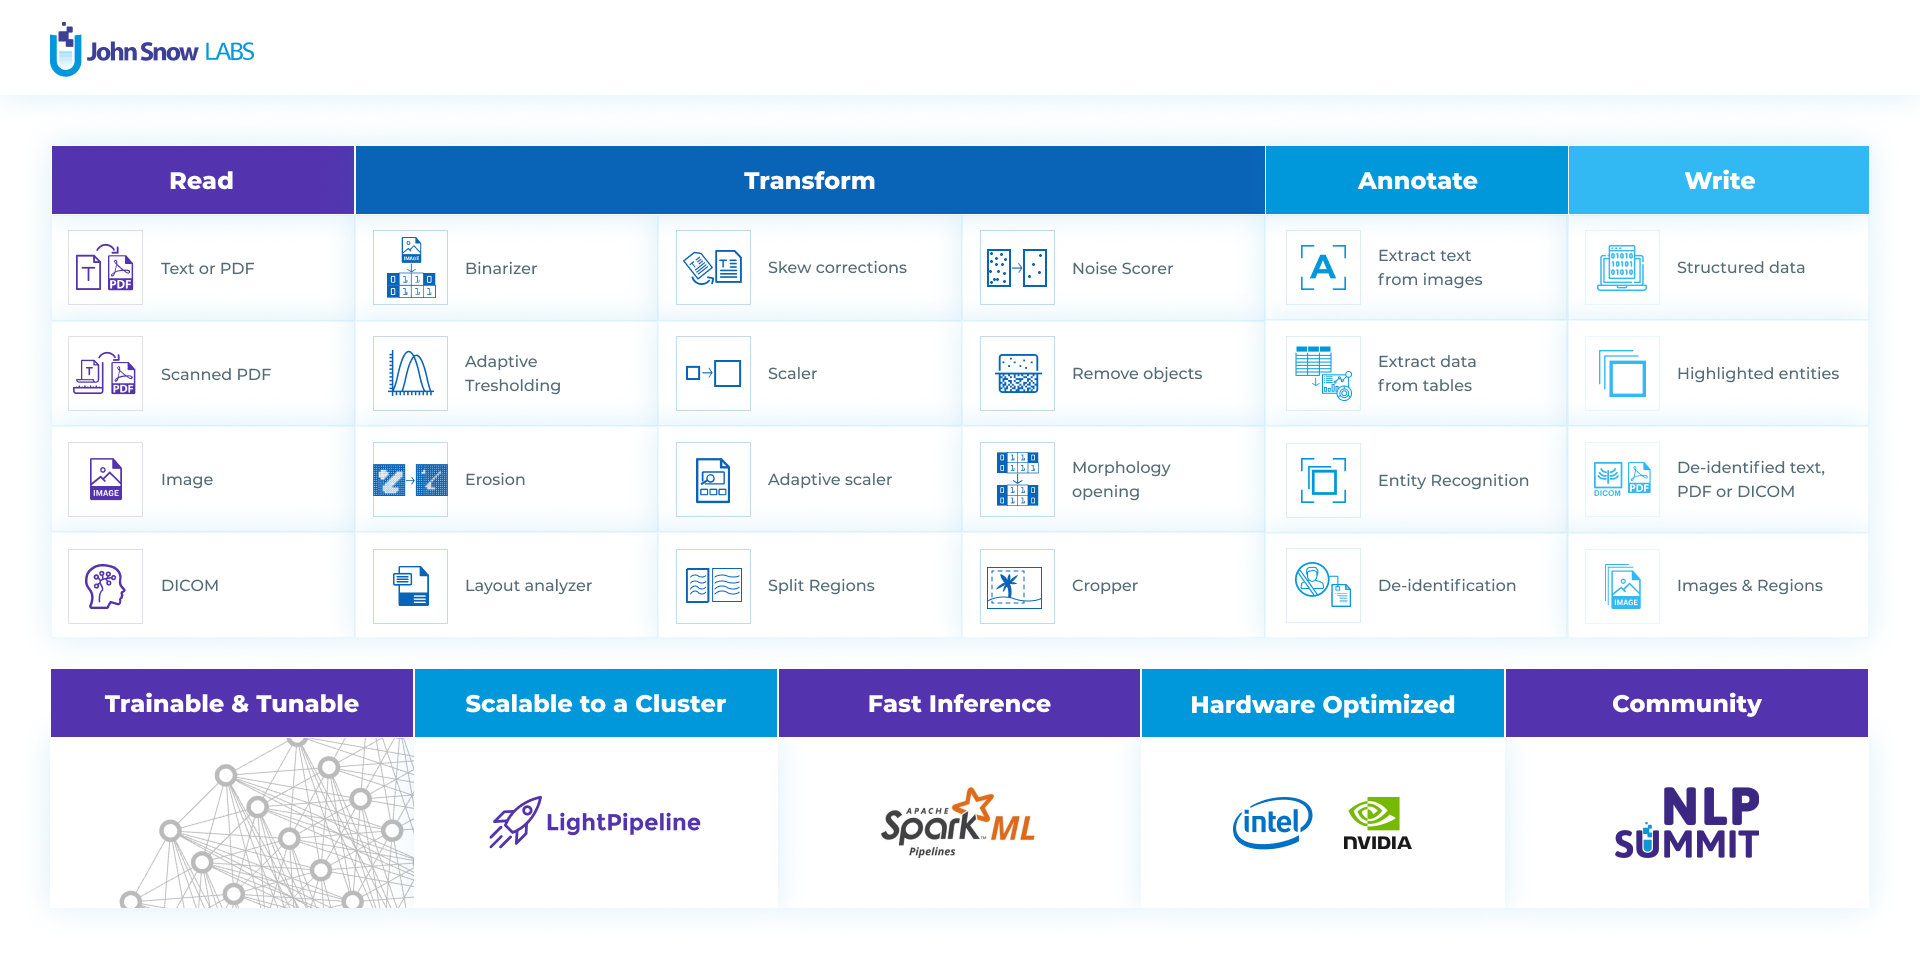 John Snow LABS
Read
Transform
Annotate
Write
Text or PDF
Binarizer
Skew corrections
Noise Scorer
Extract text
from images
Structured data
Scanned PDF
Adaptive
Tresholding
Scaler
Remove objects
Extract data
from tables
Highlighted entities
Image
Erosion
Adaptive scaler
Morphology
opening
Entity Recognition
De-identified text,
PDF or DICOM
DICOM
Layout analyzer
Split Regions
Cropper
De-identification
Images & Regions
Trainable & Tunable
Scalable to a Cluster
Fast Inference
Hardware Optimized
Community
LightPipeline
APACHE
Spark ML
Pipelines
intel
NVIDIA
NLP
SUMMIT